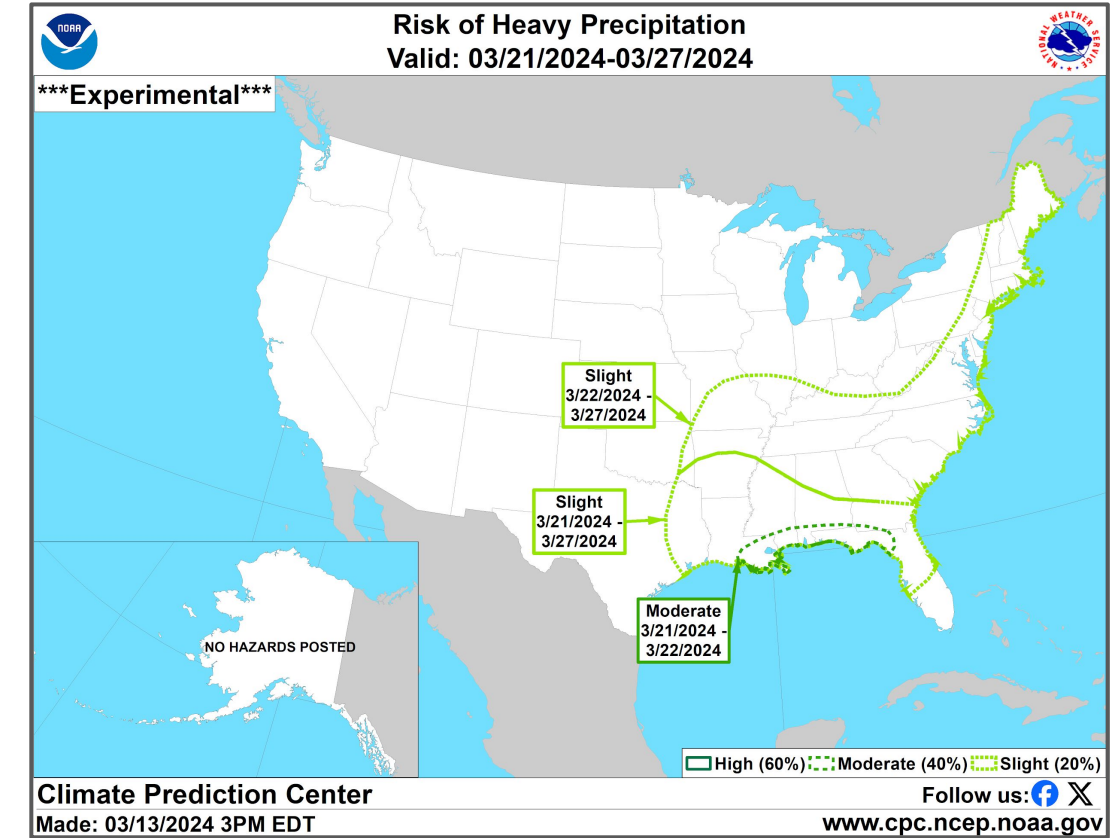 NOAA
Risk of Heavy Precipitation
Valid: 03/21/2024-03/27/2024
NATIONAL WEATHER SERVICE
***Experimental***
Slight
3/22/2024 -
3/27/2024
Slight
3/21/2024 -
3/27/2024
Moderate
3/21/2024 -
3/22/2024
NO HAZARDS POSTED
High (60%) Moderate (40%) Slight (20%)
Climate Prediction Center
Follow us:
Made: 03/13/2024 3PM EDT
www.cpc.ncep.noaa.gov